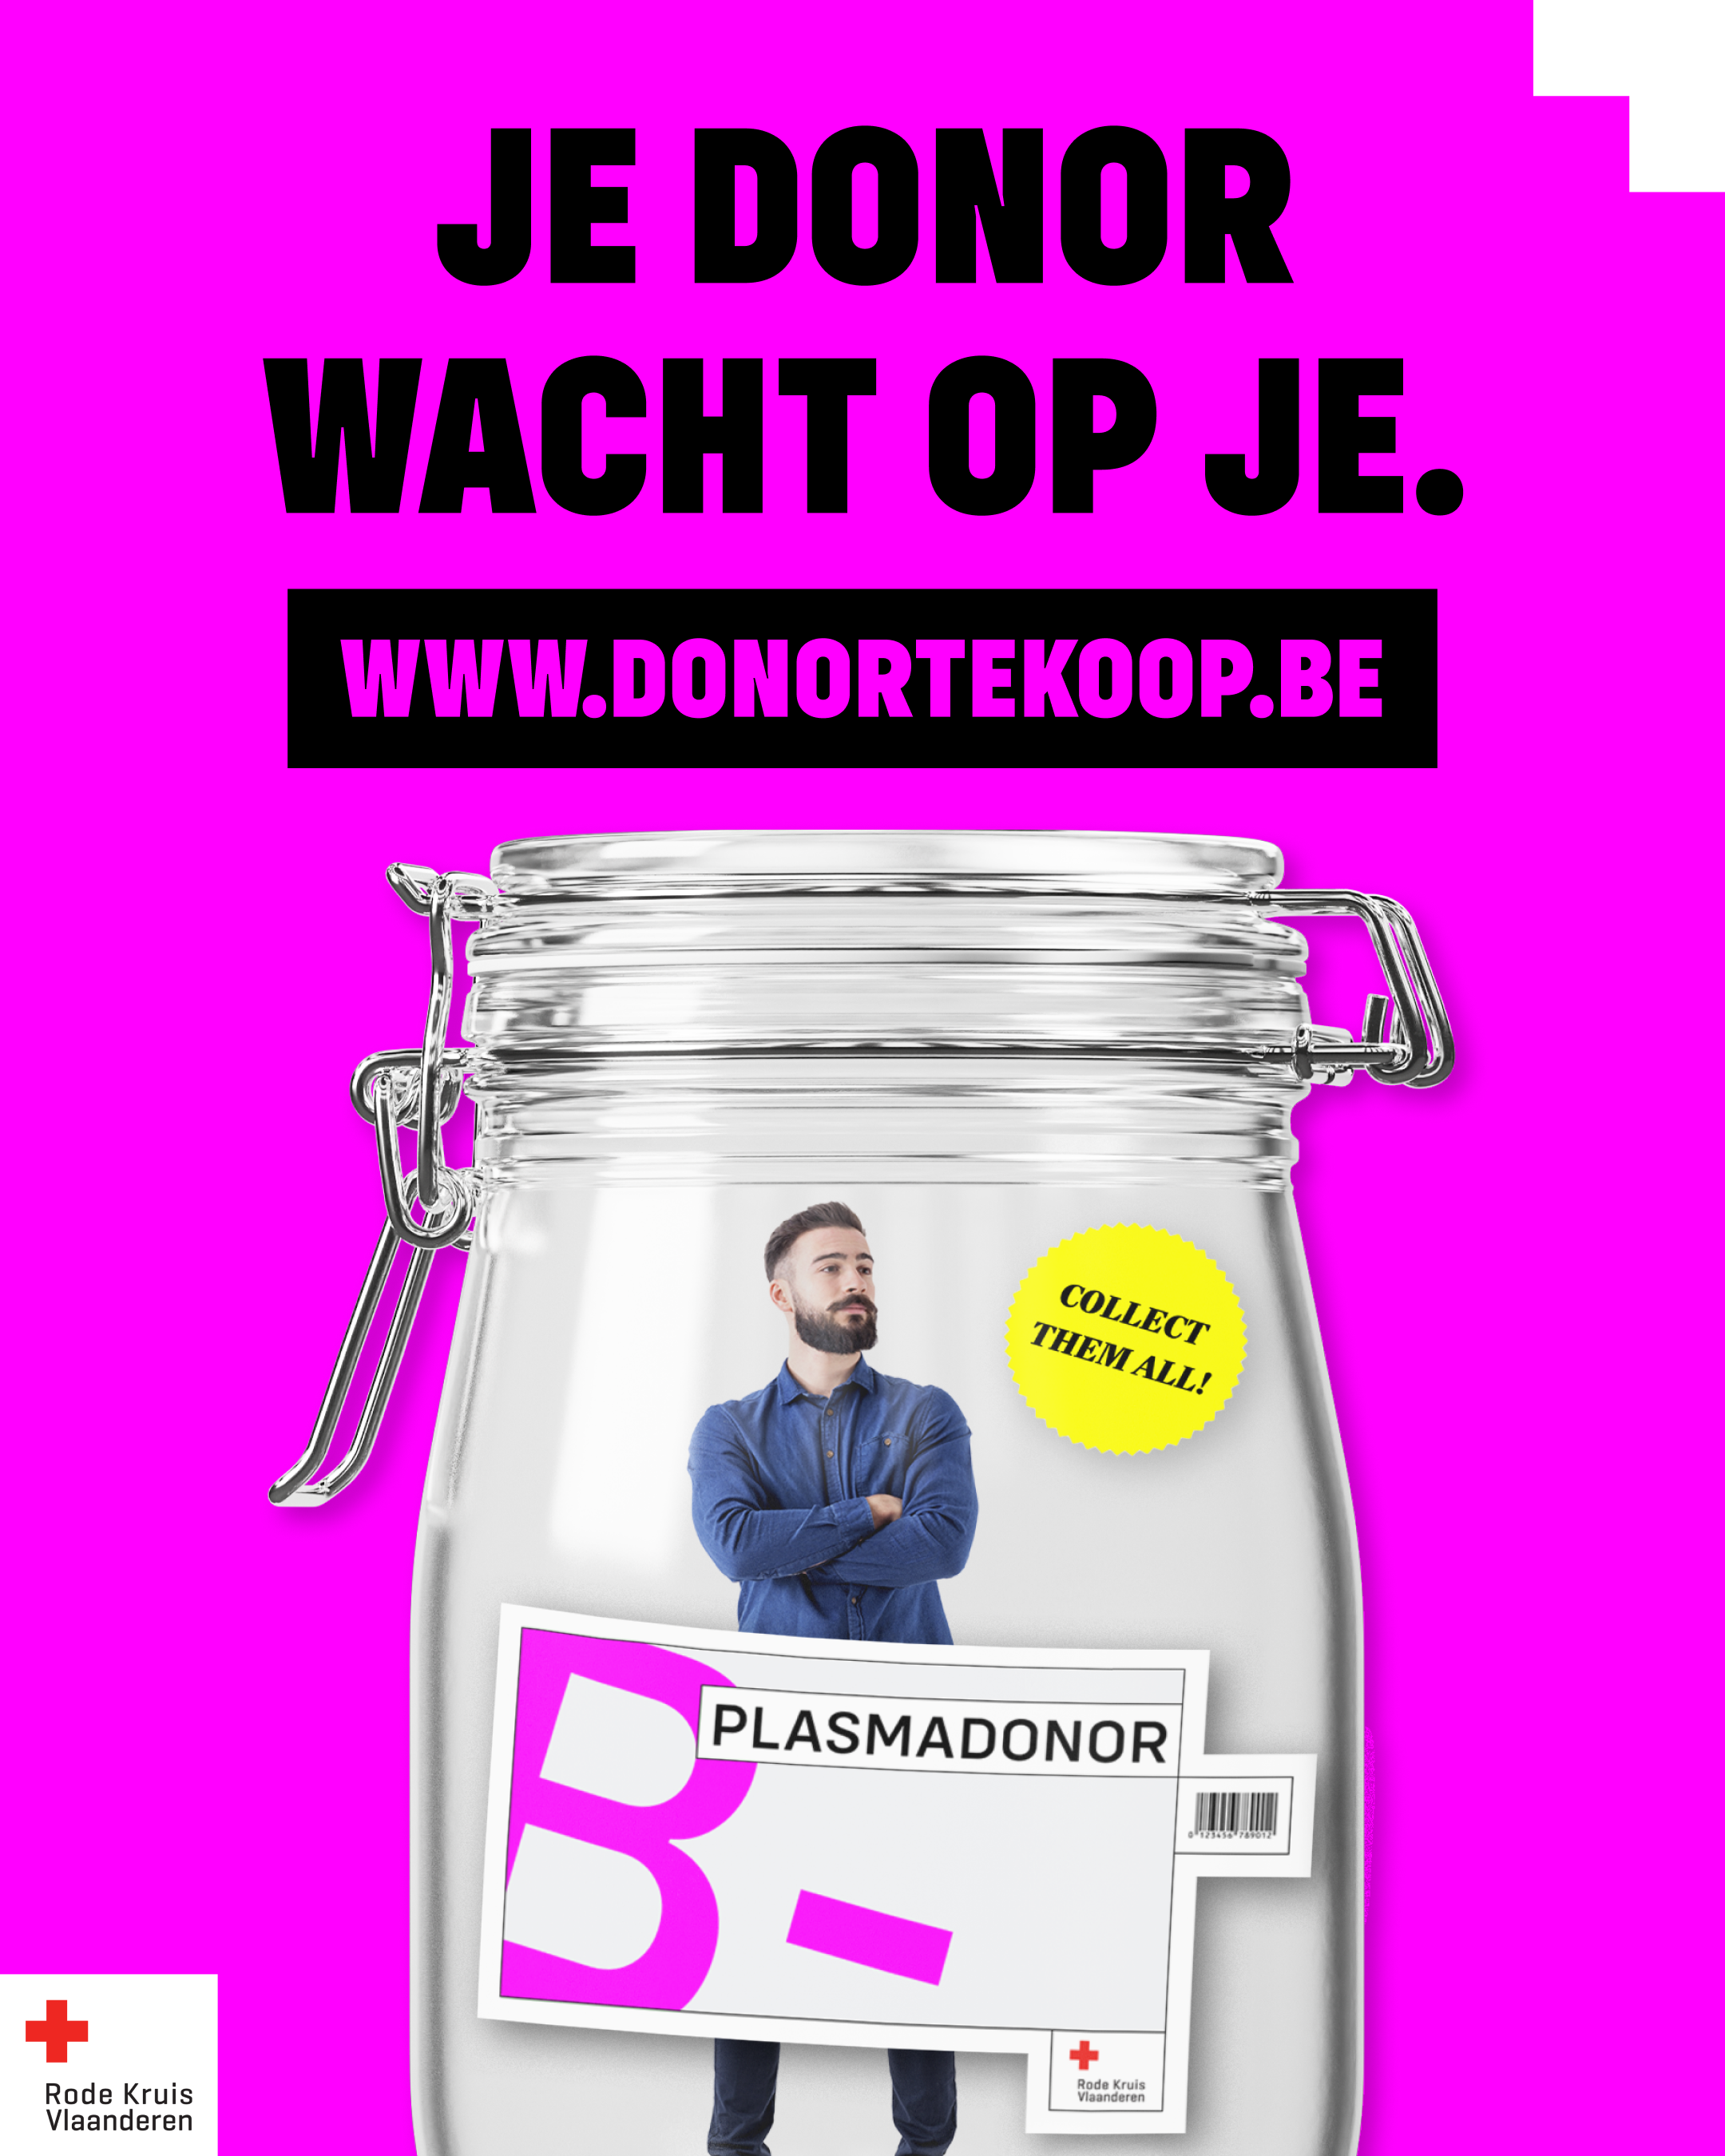 JE DONOR
WACHT OP JE.
WWW.DONORTEKOOP.BE
COLLECT
THEM ALL!
PLASMADONOR
B-
0 123456 789012
Rode Kruis
Vlaanderen
Rode Kruis
Vlaanderen